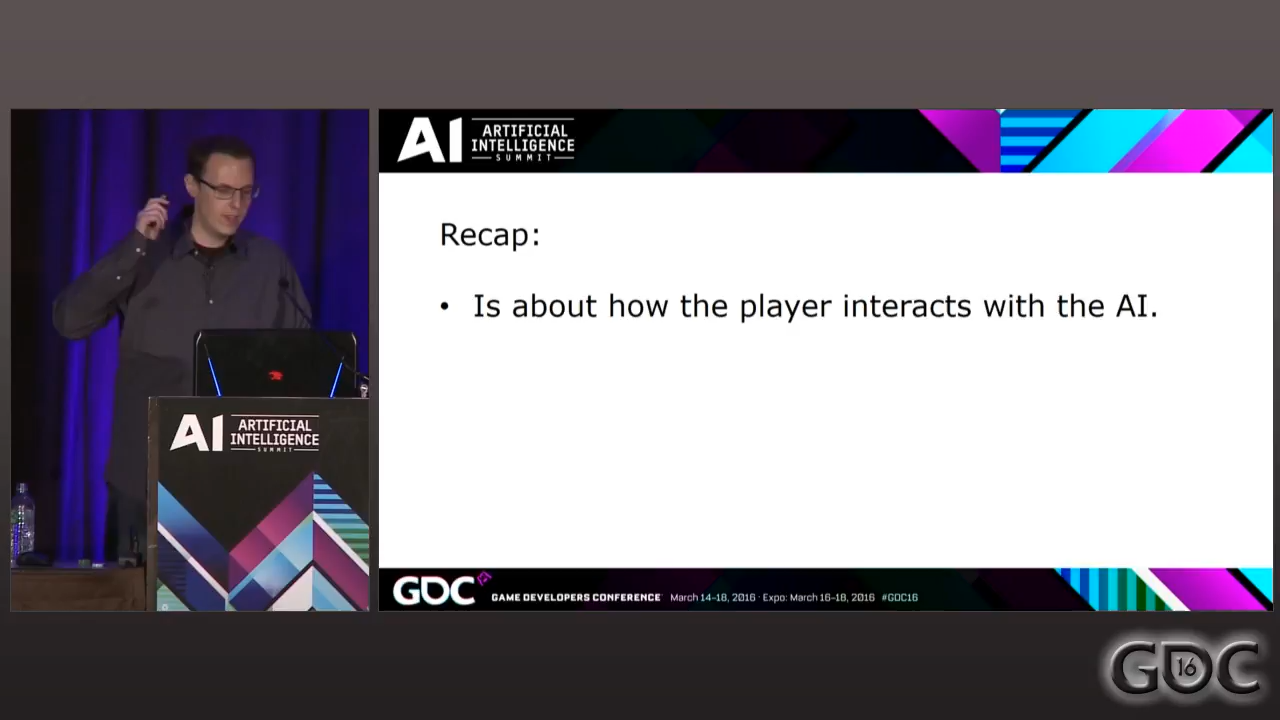 AI ARTIFICIAL
INTELLIGENCE
SUMMIT
Recap:
• Is about how the player interacts with the AI.
AI ARTIFICIAL
INTELLIGENCE
SUMMIT
GDC GAME DEVELOPERS CONFERENCE March 14–18, 2016 · Expo: March 16–18, 2016 #GDC16
GDC 16